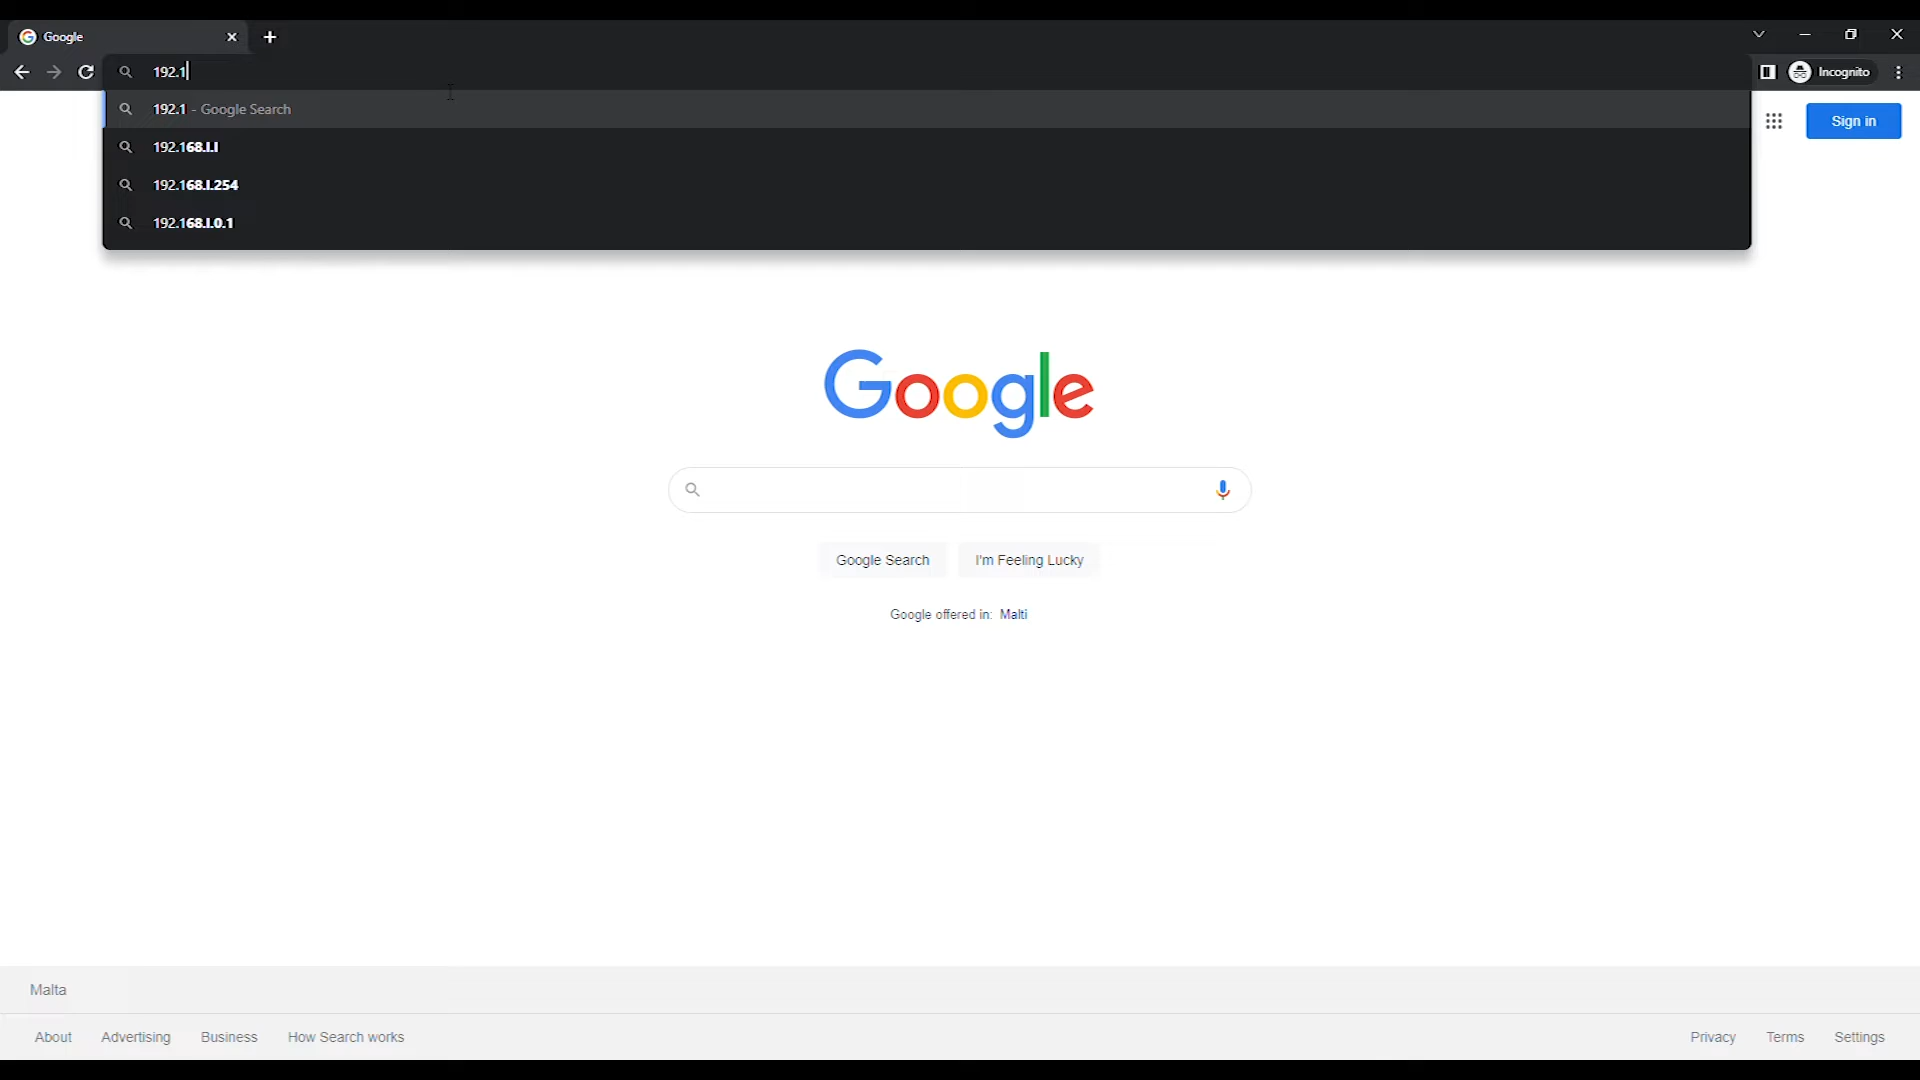 Google
192.1
Incognito
192.1 - Google Search
192.168.l.l
192.168.l.254
192.168.l.0.1
Sign in
Google
Google Search
I'm Feeling Lucky
Google offered in: Malti
Malta
About
Advertising
Business
How Search works
Privacy
Terms
Settings